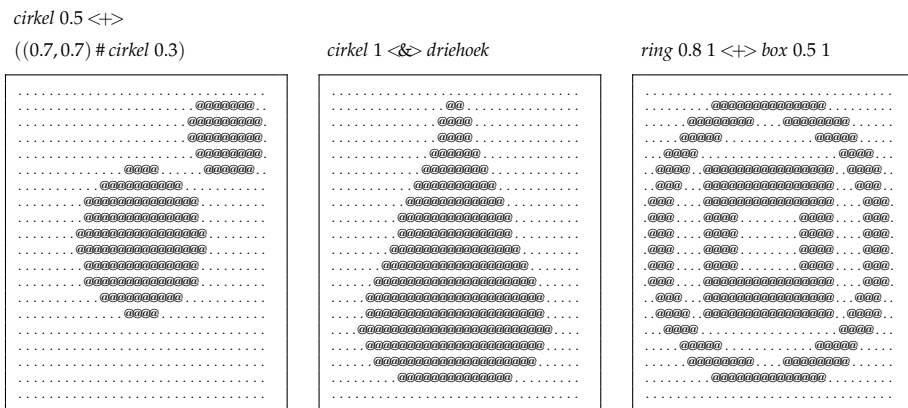 cirkel 0.5 <+>
((0.7, 0.7) # cirkel 0.3)
cirkel 1 <&> driehoek
ring 0.8 1 <+> box 0.5 1